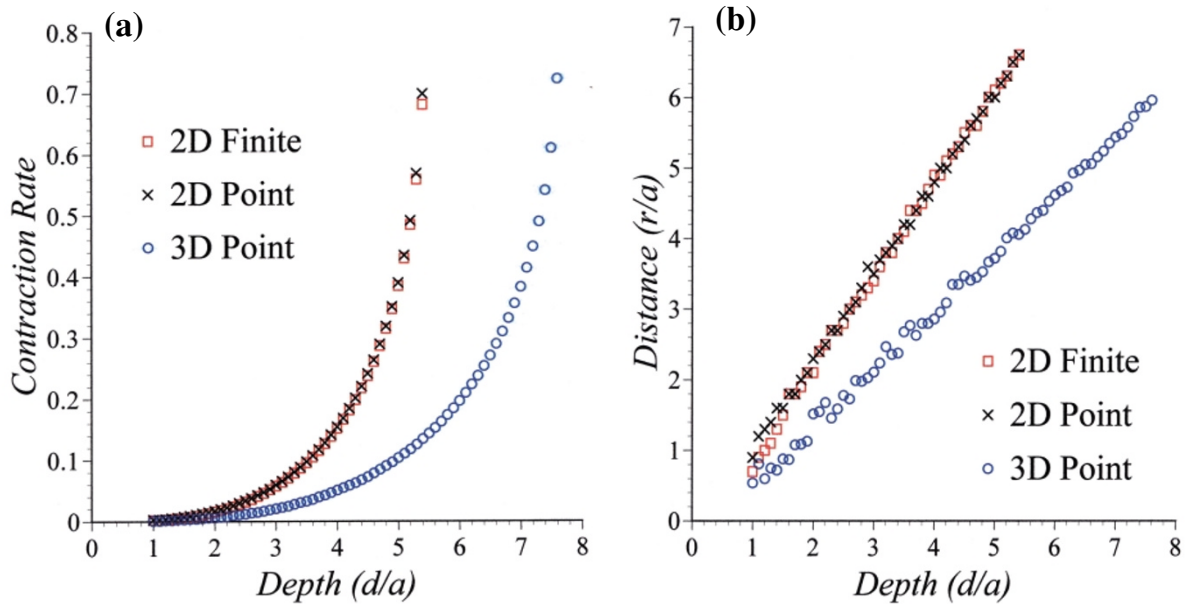 (a)
0.8
0.7
0.6
0.5
0.4
0.3
0.2
0.1
0
Contraction Rate
2D Finite
2D Point
3D Point
0 1 2 3 4 5 6 7 8
Depth (d/a)
(b)
7
6
5
4
3
2
1
0
Distance (r/a)
2D Finite
2D Point
3D Point
0 1 2 3 4 5 6 7 8
Depth (d/a)